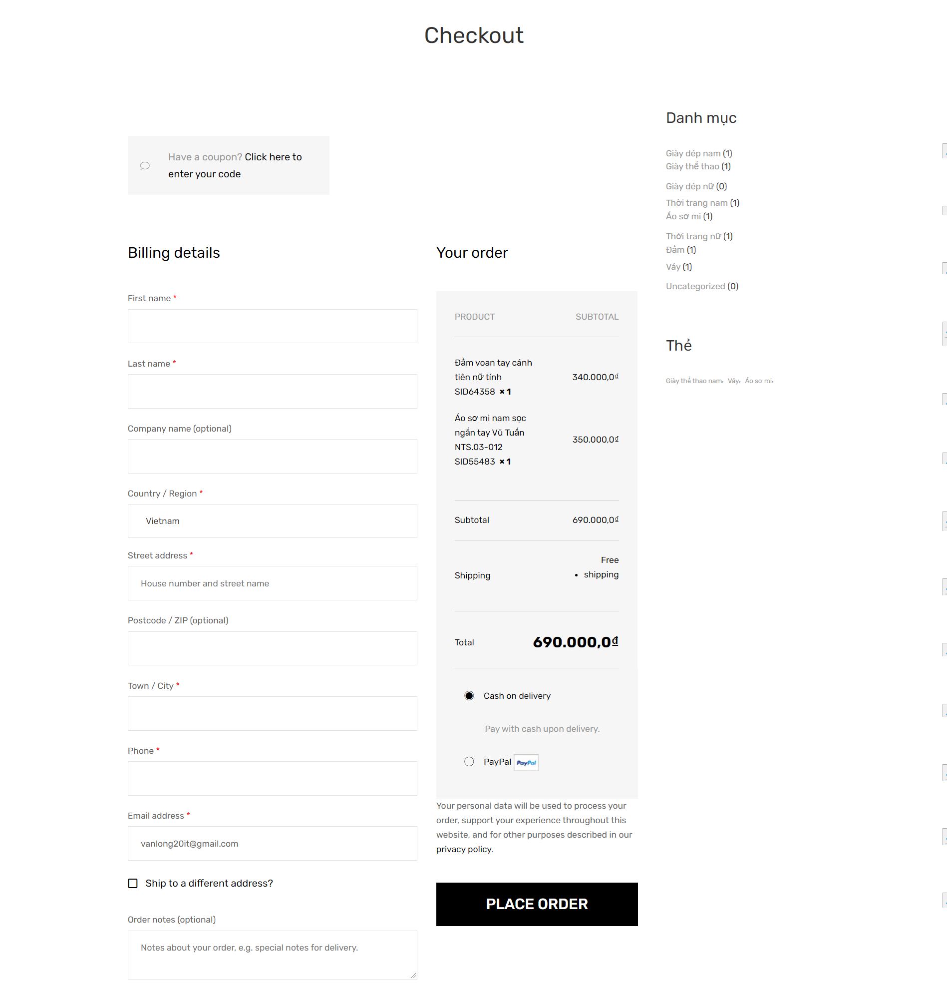 Checkout
Have a coupon? Click here to
enter your code
Billing details
First name *
Last name *
Company name (optional)
Country / Region *
Vietnam
Street address *
House number and street name
Postcode / ZIP (optional)
Town / City *
Phone *
Email address *
vanlong20it@gmail.com
Ship to a different address?
Order notes (optional)
Notes about your order, e.g. special notes for delivery.
Your order
PRODUCT SUBTOTAL
Đầm voan tay cánh
tiên nữ tính 340.000,0₫
SID64358 × 1
Áo sơ mi nam sọc
ngắn tay Vũ Tuấn 350.000,0₫
NTS.03-012
SID55483 × 1
Subtotal 690.000,0₫
Shipping Free
• shipping
Total 690.000,0₫
Cash on delivery
Pay with cash upon delivery.
PayPal PayPal
Your personal data will be used to process your
order, support your experience throughout this
website, and for other purposes described in our
privacy policy.
PLACE ORDER
Danh mục
Giày dép nam (1)
Giày thể thao (1)
Giày dép nữ (0)
Thời trang nam (1)
Áo sơ mi (1)
Thời trang nữ (1)
Đầm (1)
Váy (1)
Uncategorized (0)
Thẻ
Giày thể thao nam, Váy, Áo sơ mi,